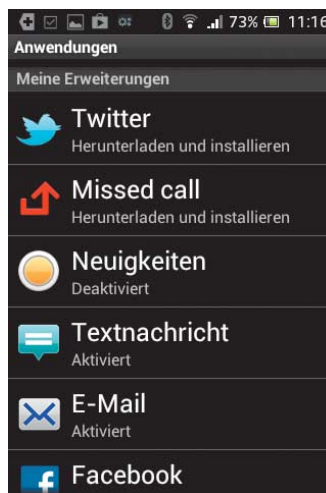 73% 11:16
Anwendungen
Meine Erweiterungen
Twitter
Herunterladen und installieren
Missed call
Herunterladen und installieren
Neuigkeiten
Deaktiviert
Textnachricht
Aktiviert
E-Mail
Aktiviert
Facebook